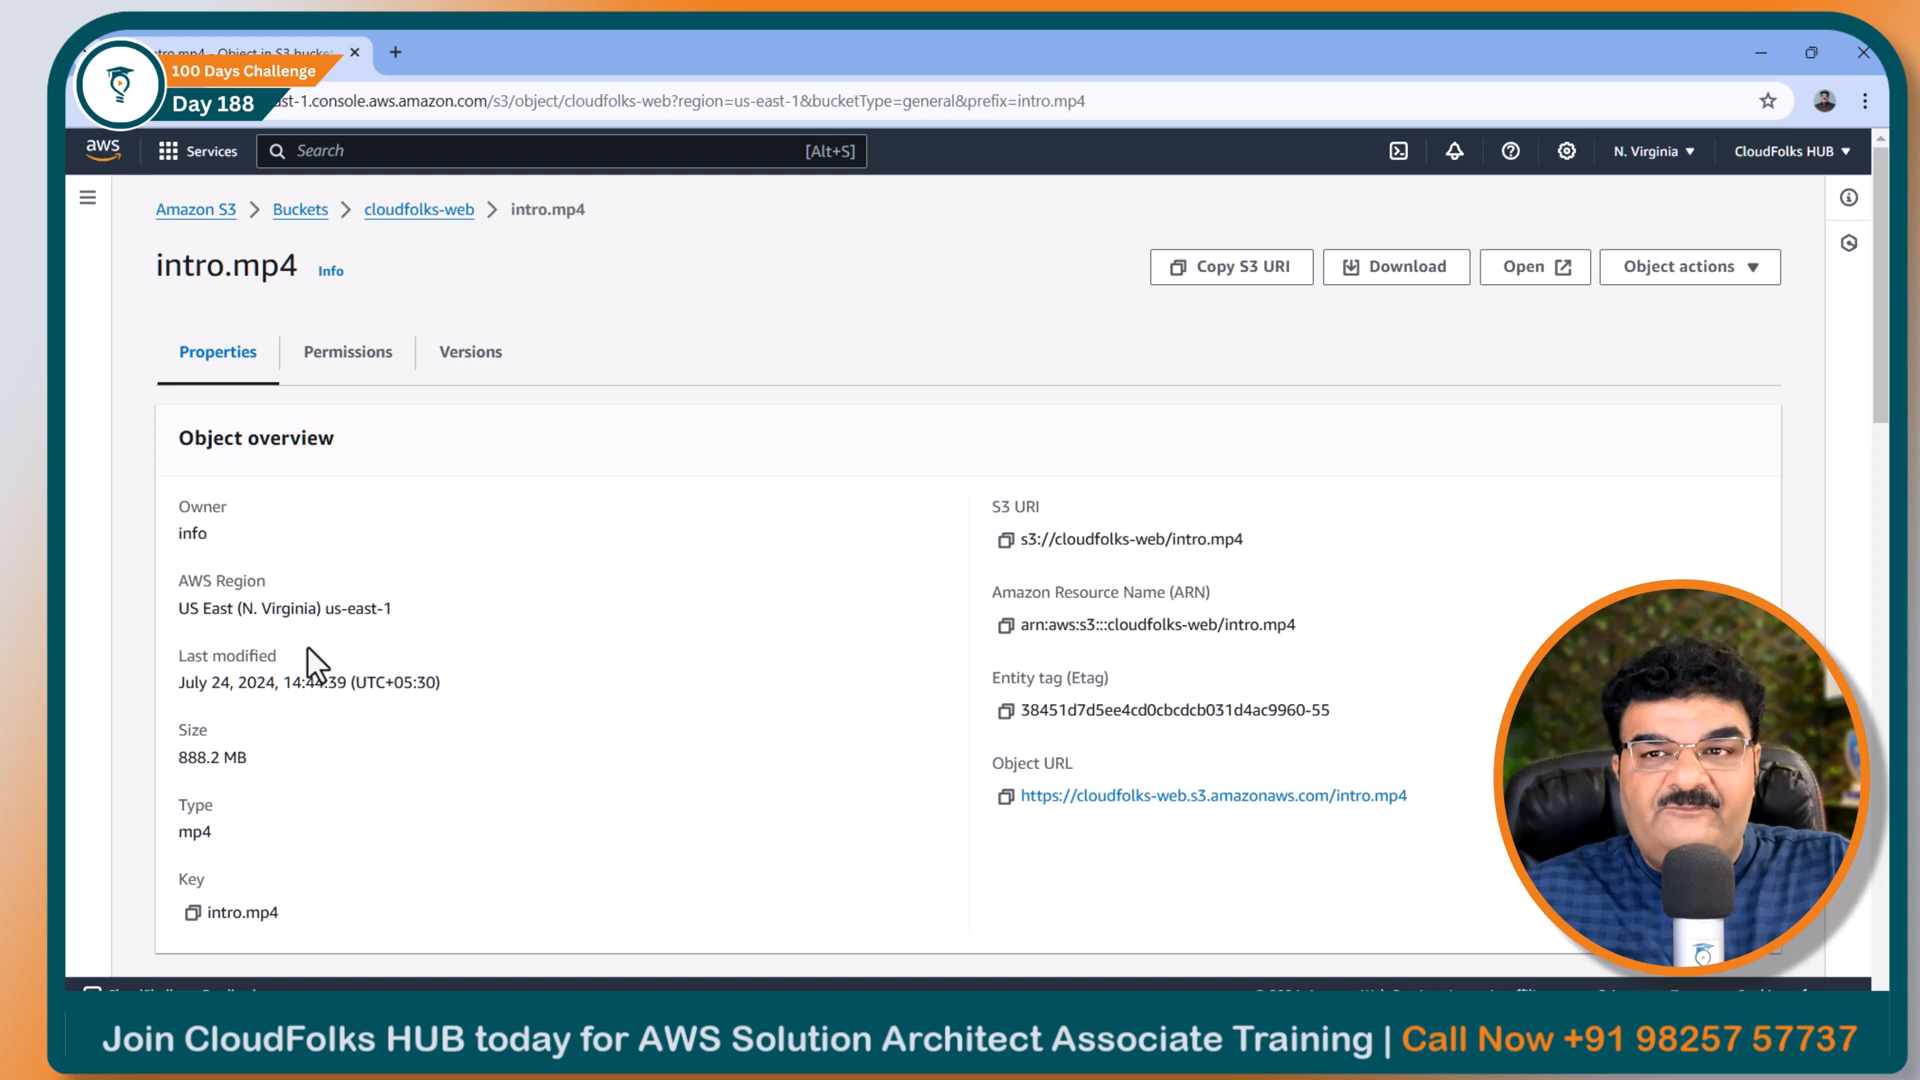 100 Days Challenge
Day 188
st-1.console.aws.amazon.com/s3/object/cloudfolks-web?region=us-east-1&bucketType=general&prefix=intro.mp4
aws
Services
Search
[Alt+S]
N. Virginia
CloudFolks HUB
Amazon S3 > Buckets > cloudfolks-web > intro.mp4
intro.mp4 Info
Copy S3 URI
Download
Open
Object actions
Properties
Permissions
Versions
Object overview
Owner
info
AWS Region
US East (N. Virginia) us-east-1
Last modified
July 24, 2024, 14:44:39 (UTC+05:30)
Size
888.2 MB
Type
mp4
Key
intro.mp4
S3 URI
s3://cloudfolks-web/intro.mp4
Amazon Resource Name (ARN)
arn:aws:s3:::cloudfolks-web/intro.mp4
Entity tag (Etag)
38451d7d5ee4cd0cbcdcb031d4ac9960-55
Object URL
https://cloudfolks-web.s3.amazonaws.com/intro.mp4
Join CloudFolks HUB today for AWS Solution Architect Associate Training | Call Now +91 98257 57737